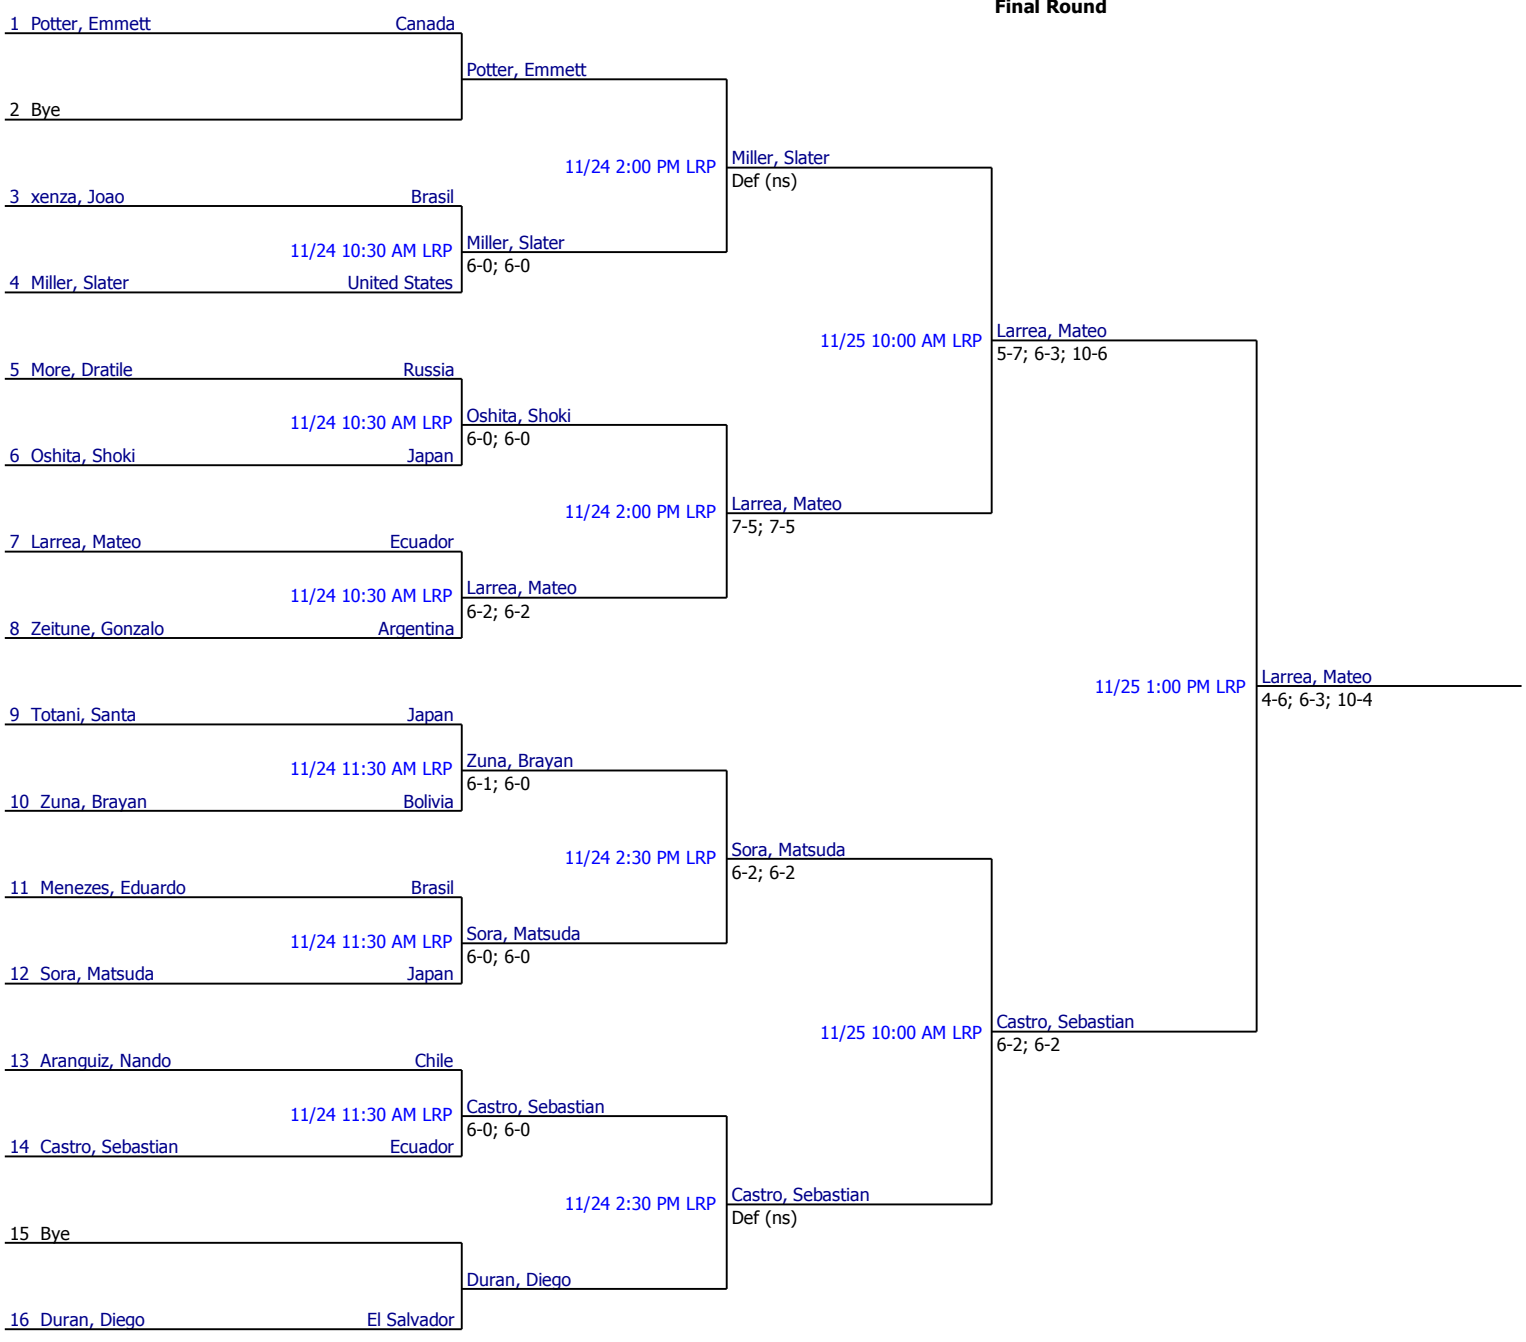 Final Round
1 Potter, Emmett Canada
Potter, Emmett
2 Bye
11/24 2:00 PM LRP Miller, Slater
Def (ns)
3 xenza, Joao Brasil
11/24 10:30 AM LRP Miller, Slater
6-0; 6-0
4 Miller, Slater United States
11/25 10:00 AM LRP Larrea, Mateo
5-7; 6-3; 10-6
5 More, Dratile Russia
11/24 10:30 AM LRP Oshita, Shoki
6-0; 6-0
6 Oshita, Shoki Japan
11/24 2:00 PM LRP Larrea, Mateo
7-5; 7-5
7 Larrea, Mateo Ecuador
11/24 10:30 AM LRP Larrea, Mateo
6-2; 6-2
8 Zeitune, Gonzalo Argentina
11/25 1:00 PM LRP Larrea, Mateo
4-6; 6-3; 10-4
9 Totani, Santa Japan
11/24 11:30 AM LRP Zuna, Brayan
6-1; 6-0
10 Zuna, Brayan Bolivia
11/24 2:30 PM LRP Sora, Matsuda
6-2; 6-2
11 Menezes, Eduardo Brasil
11/24 11:30 AM LRP Sora, Matsuda
6-0; 6-0
12 Sora, Matsuda Japan
11/25 10:00 AM LRP Castro, Sebastian
6-2; 6-2
13 Aranguiz, Nando Chile
11/24 11:30 AM LRP Castro, Sebastian
6-0; 6-0
14 Castro, Sebastian Ecuador
11/24 2:30 PM LRP Castro, Sebastian
Def (ns)
15 Bye
Duran, Diego
16 Duran, Diego El Salvador